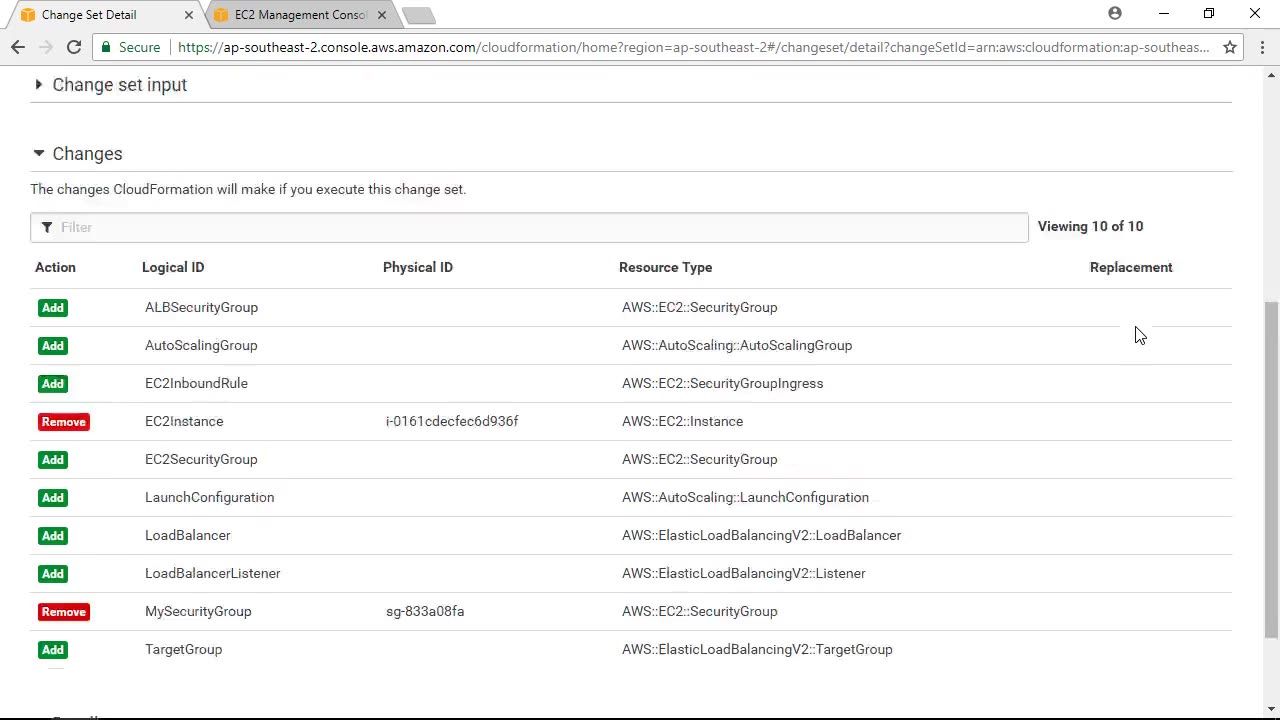 Change Set Detail
EC2 Management Consol
Secure https://ap-southeast-2.console.aws.amazon.com/cloudformation/home?region=ap-southeast-2#/changeset/detail?changeSetId=arn:aws:cloudformation:ap-southeas...
Change set input
Changes
The changes CloudFormation will make if you execute this change set.
Filter Viewing 10 of 10
Action Logical ID Physical ID Resource Type Replacement
Add ALBSecurityGroup AWS::EC2::SecurityGroup
Add AutoScalingGroup AWS::AutoScaling::AutoScalingGroup
Add EC2InboundRule AWS::EC2::SecurityGroupIngress
Remove EC2Instance i-0161cdecfec6d936f AWS::EC2::Instance
Add EC2SecurityGroup AWS::EC2::SecurityGroup
Add LaunchConfiguration AWS::AutoScaling::LaunchConfiguration
Add LoadBalancer AWS::ElasticLoadBalancingV2::LoadBalancer
Add LoadBalancerListener AWS::ElasticLoadBalancingV2::Listener
Remove MySecurityGroup sg-833a08fa AWS::EC2::SecurityGroup
Add TargetGroup AWS::ElasticLoadBalancingV2::TargetGroup